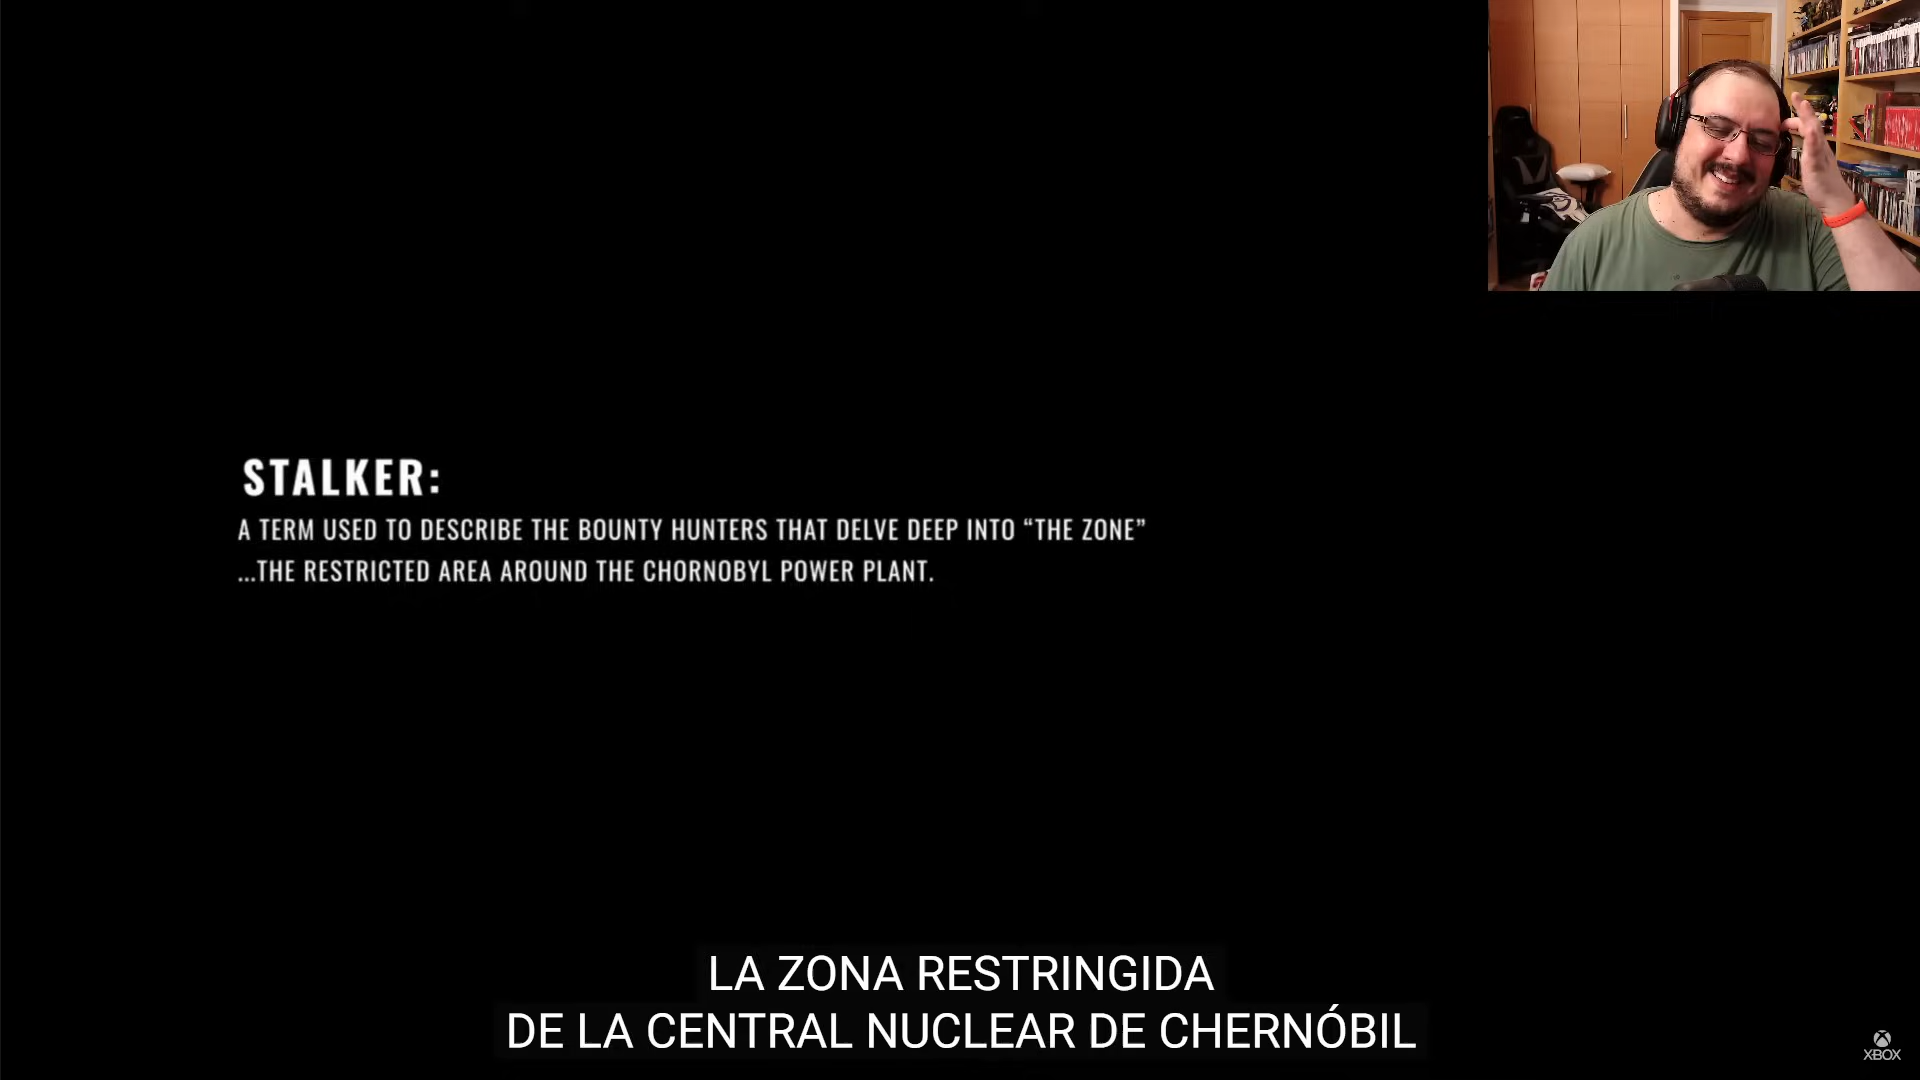 STALKER:
A TERM USED TO DESCRIBE THE BOUNTY HUNTERS THAT DELVE DEEP INTO “THE ZONE”
...THE RESTRICTED AREA AROUND THE CHORNOBYL POWER PLANT.
LA ZONA RESTRINGIDA
DE LA CENTRAL NUCLEAR DE CHERNÓBIL
XBOX